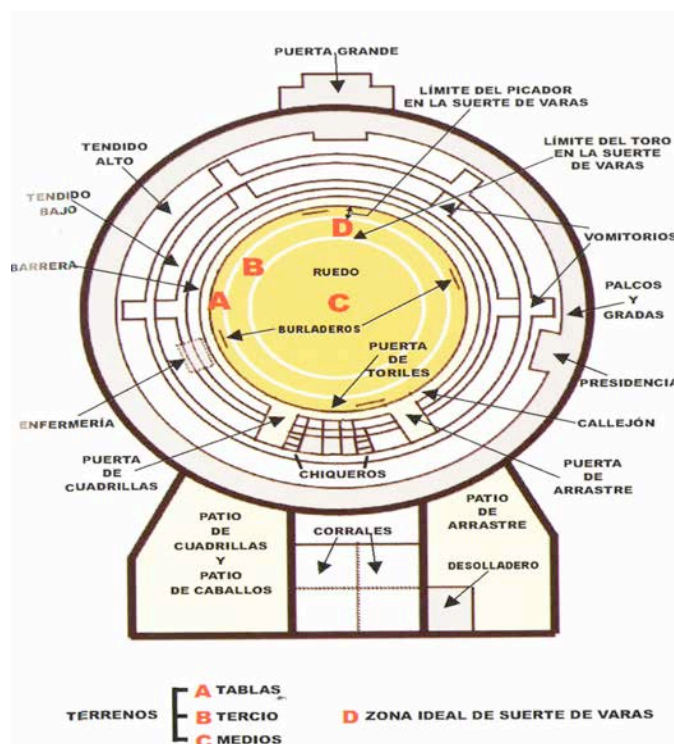 PUERTA GRANDE
LÍMITE DEL PICADOR
EN LA SUERTE DE VARAS
TENDIDO
ALTO
LÍMITE DEL TORO
EN LA SUERTE
DE VARAS
TENDIDO
BAJO
D
VOMITORIOS
BARRERA
B
RUEDO
PALCOS
Y
GRADAS
A
C
BURLADEROS
PUERTA
DE
TORILES
PRESIDENCIA
ENFERMERÍA
CALLEJÓN
PUERTA
DE
CUADRILLAS
CHIQUEROS
PUERTA
DE
ARRASTRE
PATIO
DE
CUADRILLAS
Y
PATIO
DE CABALLOS
CORRALES
PATIO
DE
ARRASTRE
DESOLLADERO
TERRENOS
A TABLAS
B TERCIO
C MEDIOS
D ZONA IDEAL DE SUERTE DE VARAS